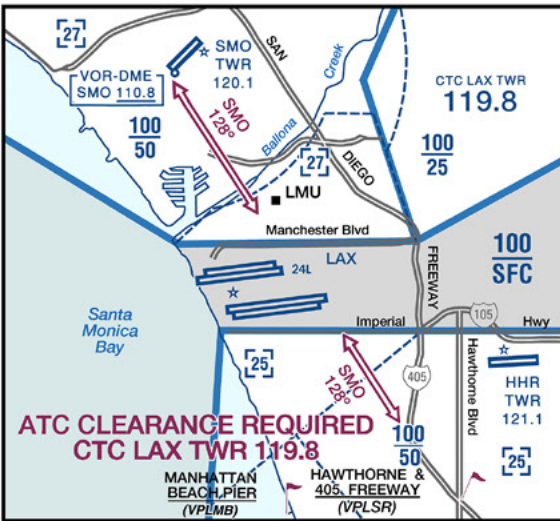 [27]
SMO
TWR
120.1
VOR-DME
SMO 110.8
100
50
SMO
128°
SAN
Creek
Ballona
[27]
DIEGO
CTC LAX TWR
119.8
100
25
LMU
Manchester Blvd
LAX
24L
FREEWAY
100
SFC
Santa
Monica
Bay
Imperial
105
Hwy
[25]
SMO
128°
405
Hawthorne Blvd
HHR
TWR
121.1
[25]
ATC CLEARANCE REQUIRED
CTC LAX TWR 119.8
100
50
MANHATTAN
BEACH PIER
(VPLMB)
HAWTHORNE &
405 FREEWAY
(VPLSR)